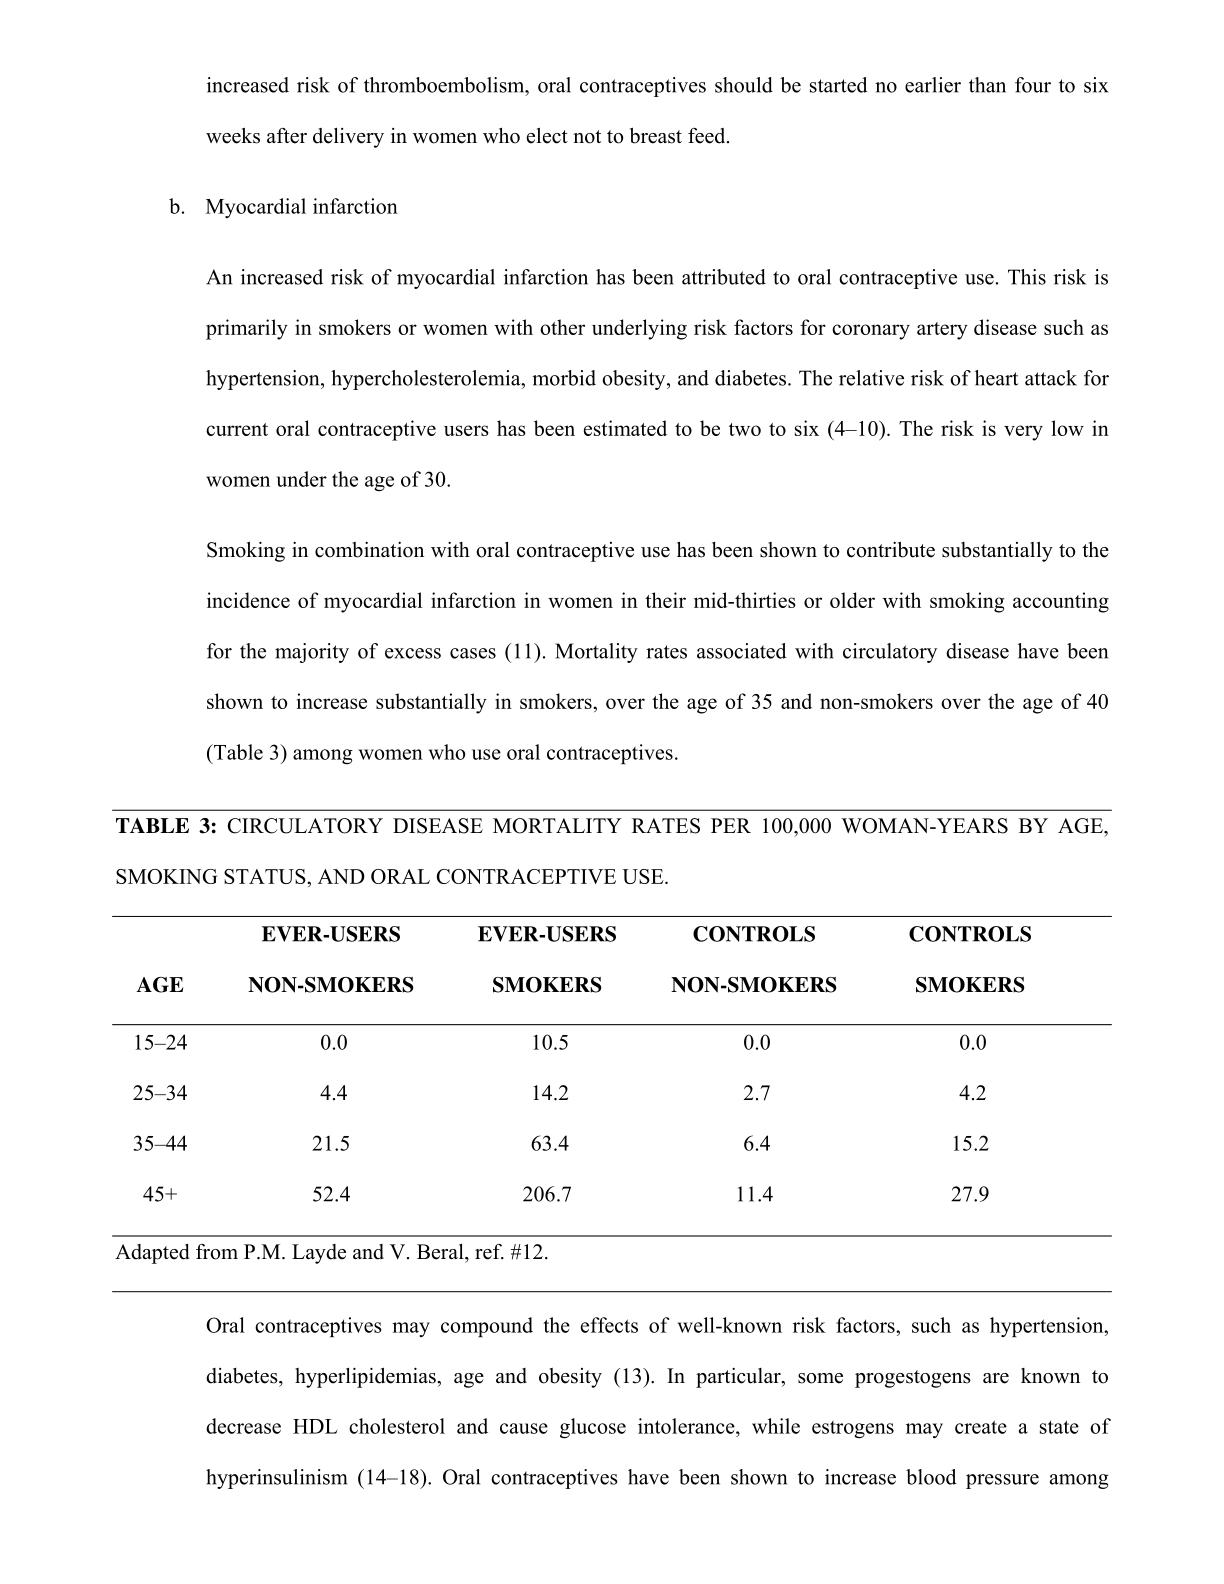 increased risk of thromboembolism, oral contraceptives should be started no earlier than four to six
weeks after delivery in women who elect not to breast feed.
b. Myocardial infarction
An increased risk of myocardial infarction has been attributed to oral contraceptive use. This risk is
primarily in smokers or women with other underlying risk factors for coronary artery disease such as
hypertension, hypercholesterolemia, morbid obesity, and diabetes. The relative risk of heart attack for
current oral contraceptive users has been estimated to be two to six (4–10). The risk is very low in
women under the age of 30.
Smoking in combination with oral contraceptive use has been shown to contribute substantially to the
incidence of myocardial infarction in women in their mid-thirties or older with smoking accounting
for the majority of excess cases (11). Mortality rates associated with circulatory disease have been
shown to increase substantially in smokers, over the age of 35 and non-smokers over the age of 40
(Table 3) among women who use oral contraceptives.
TABLE 3: CIRCULATORY DISEASE MORTALITY RATES PER 100,000 WOMAN-YEARS BY AGE,
SMOKING STATUS, AND ORAL CONTRACEPTIVE USE.
EVER-USERS EVER-USERS CONTROLS CONTROLS
AGE NON-SMOKERS SMOKERS NON-SMOKERS SMOKERS
15–24 0.0 10.5 0.0 0.0
25–34 4.4 14.2 2.7 4.2
35–44 21.5 63.4 6.4 15.2
45+ 52.4 206.7 11.4 27.9
Adapted from P.M. Layde and V. Beral, ref. #12.
Oral contraceptives may compound the effects of well-known risk factors, such as hypertension,
diabetes, hyperlipidemias, age and obesity (13). In particular, some progestogens are known to
decrease HDL cholesterol and cause glucose intolerance, while estrogens may create a state of
hyperinsulinism (14–18). Oral contraceptives have been shown to increase blood pressure among